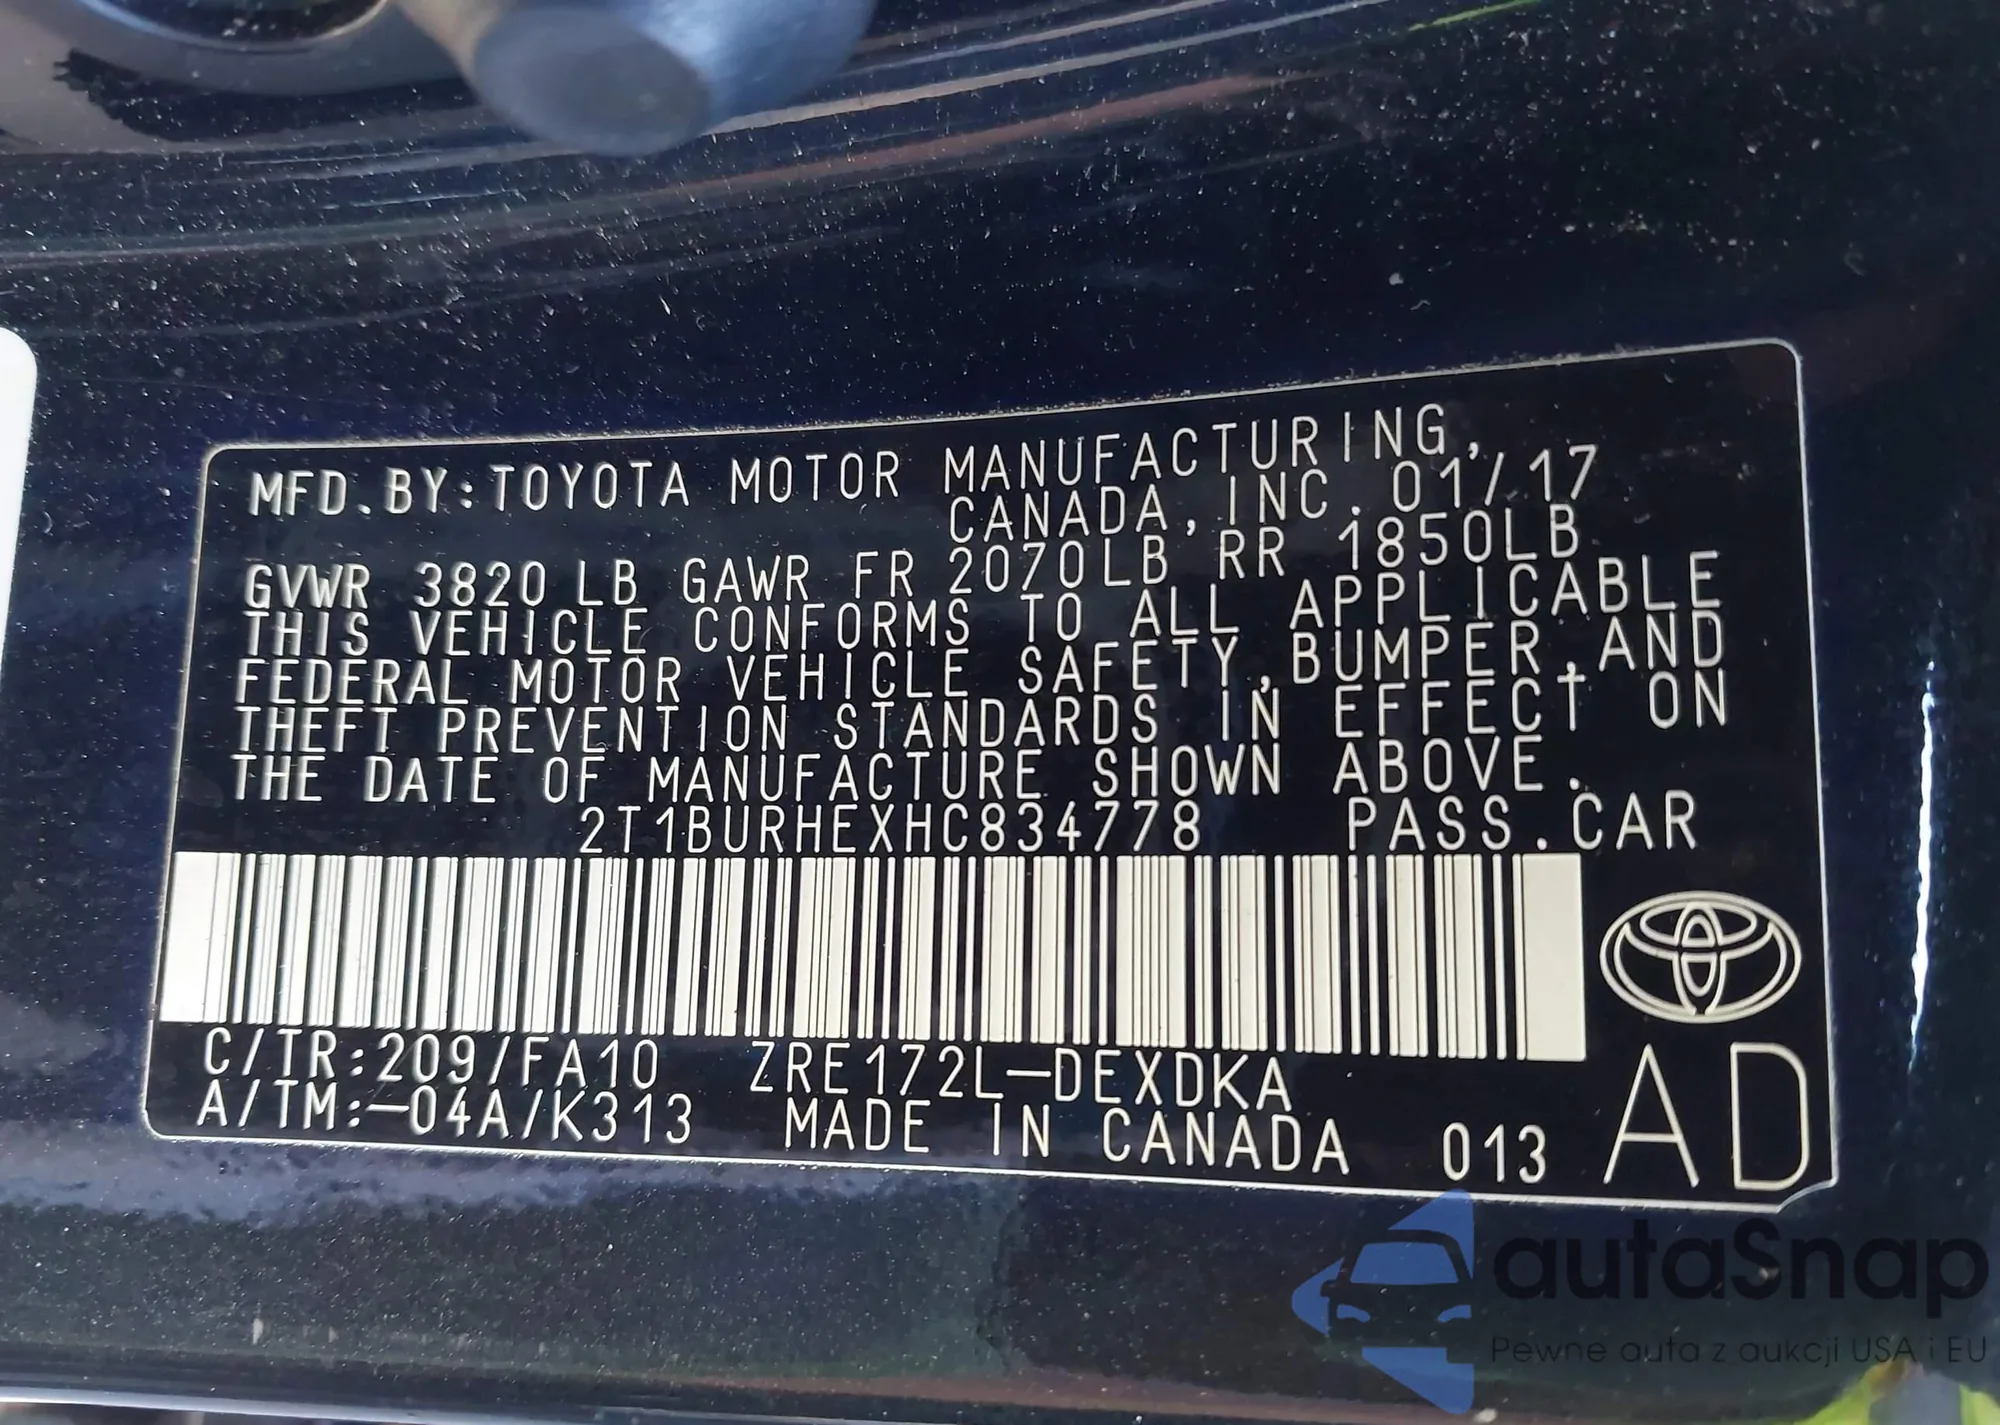 MFD.BY:TOYOTA MOTOR MANUFACTURING,
CANADA,INC. 01/17
GVWR 3820LB GAWR FR 2070LB RR 1850LB
THIS VEHICLE CONFORMS TO ALL APPLICABLE
FEDERAL MOTOR VEHICLE SAFETY,BUMPER,AND
THEFT PREVENTION STANDARDS IN EFFECT ON
THE DATE OF MANUFACTURE SHOWN ABOVE.
2T1BURHEXHC834778 PASS.CAR
C/TR:209/FA10 ZRE172L-DEXDKA
A/TM:-04A/K313 MADE IN CANADA 013 AD
autaSnap
Pewne auta z aukcji USA i EU